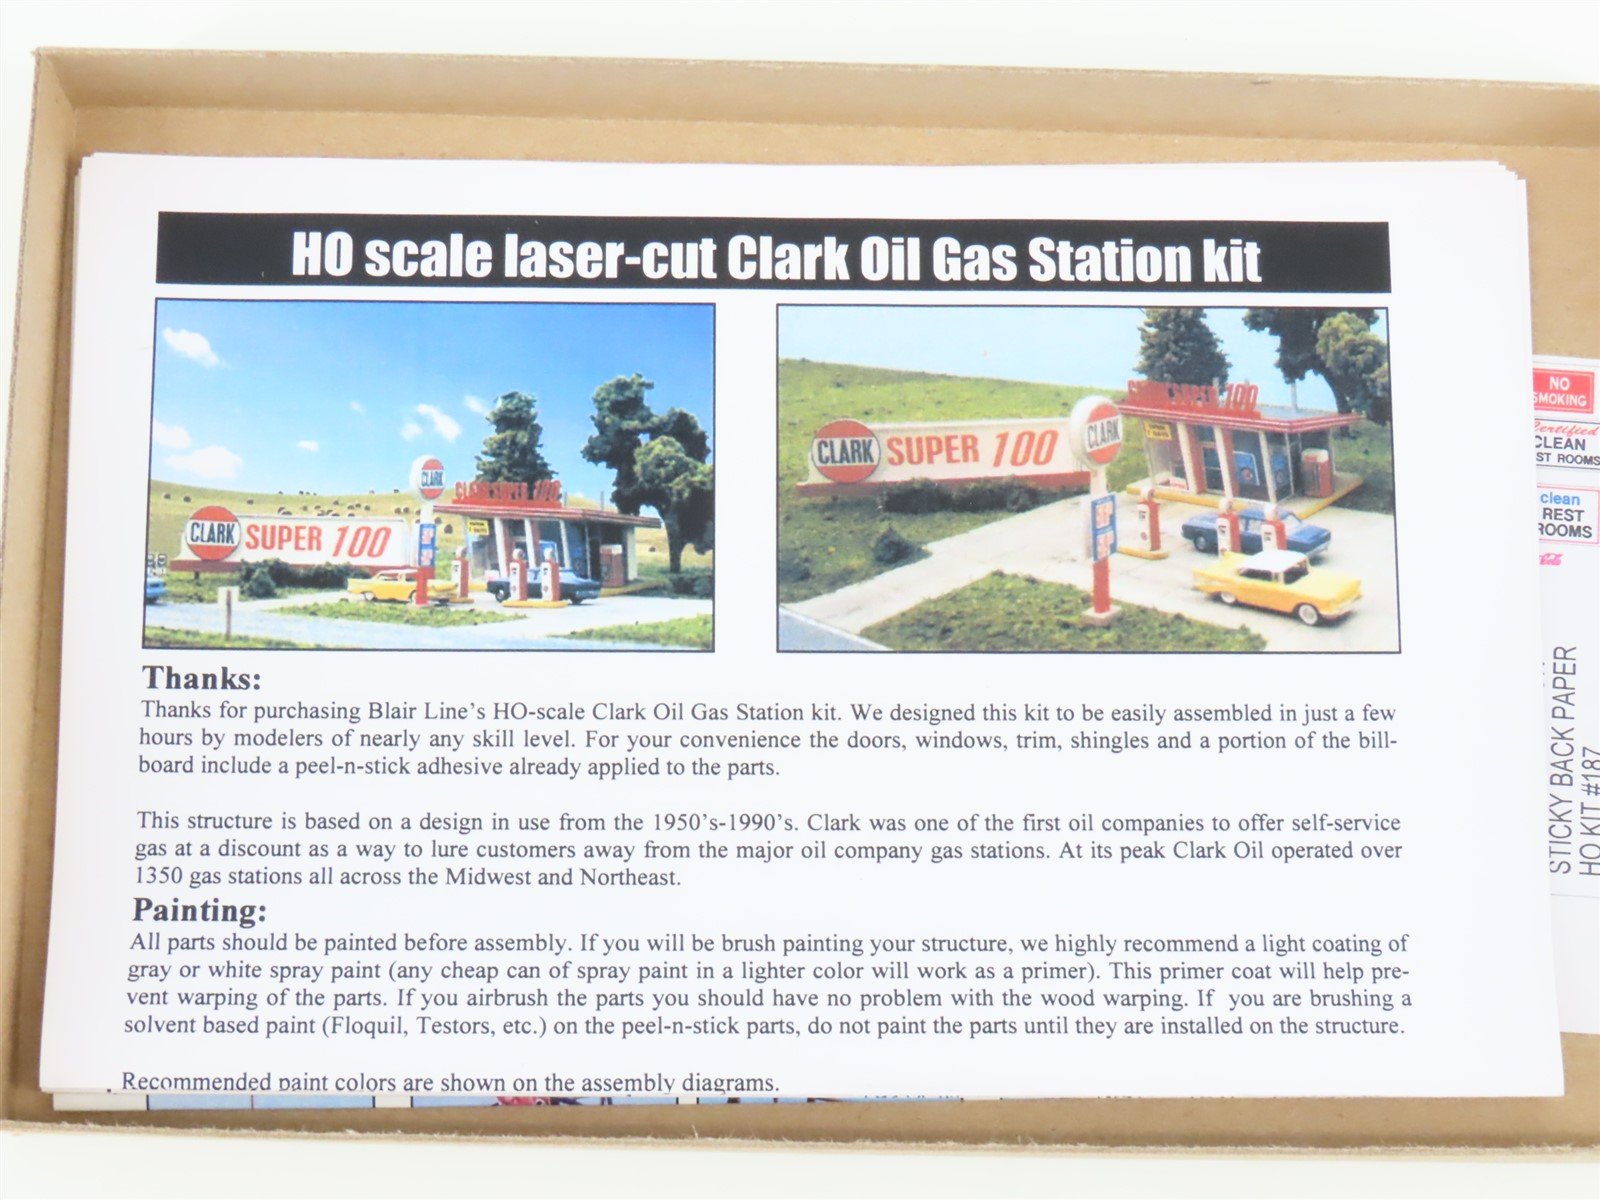 HO scale laser-cut Clark Oil Gas Station kit
CLARK SUPER 100
CLARK
CLARK SUPER 100
CLARK
Thanks:
Thanks for purchasing Blair Line's HO-scale Clark Oil Gas Station kit. We designed this kit to be easily assembled in just a few
hours by modelers of nearly any skill level. For your convenience the doors, windows, trim, shingles and a portion of the bill-
board include a peel-n-stick adhesive already applied to the parts.
This structure is based on a design in use from the 1950's-1990's. Clark was one of the first oil companies to offer self-service
gas at a discount as a way to lure customers away from the major oil company gas stations. At its peak Clark Oil operated over
1350 gas stations all across the Midwest and Northeast.
Painting:
All parts should be painted before assembly. If you will be brush painting your structure, we highly recommend a light coating of
gray or white spray paint (any cheap can of spray paint in a lighter color will work as a primer). This primer coat will help pre-
vent warping of the parts. If you airbrush the parts you should have no problem with the wood warping. If you are brushing a
solvent based paint (Floquil, Testors, etc.) on the peel-n-stick parts, do not paint the parts until they are installed on the structure.
Recommended paint colors are shown on the assembly diagrams.
NO
SMOKING
Certified
CLEAN
ST ROOMS
clean
REST
ROOMS
STICKY BACK PAPER
HO KIT #187